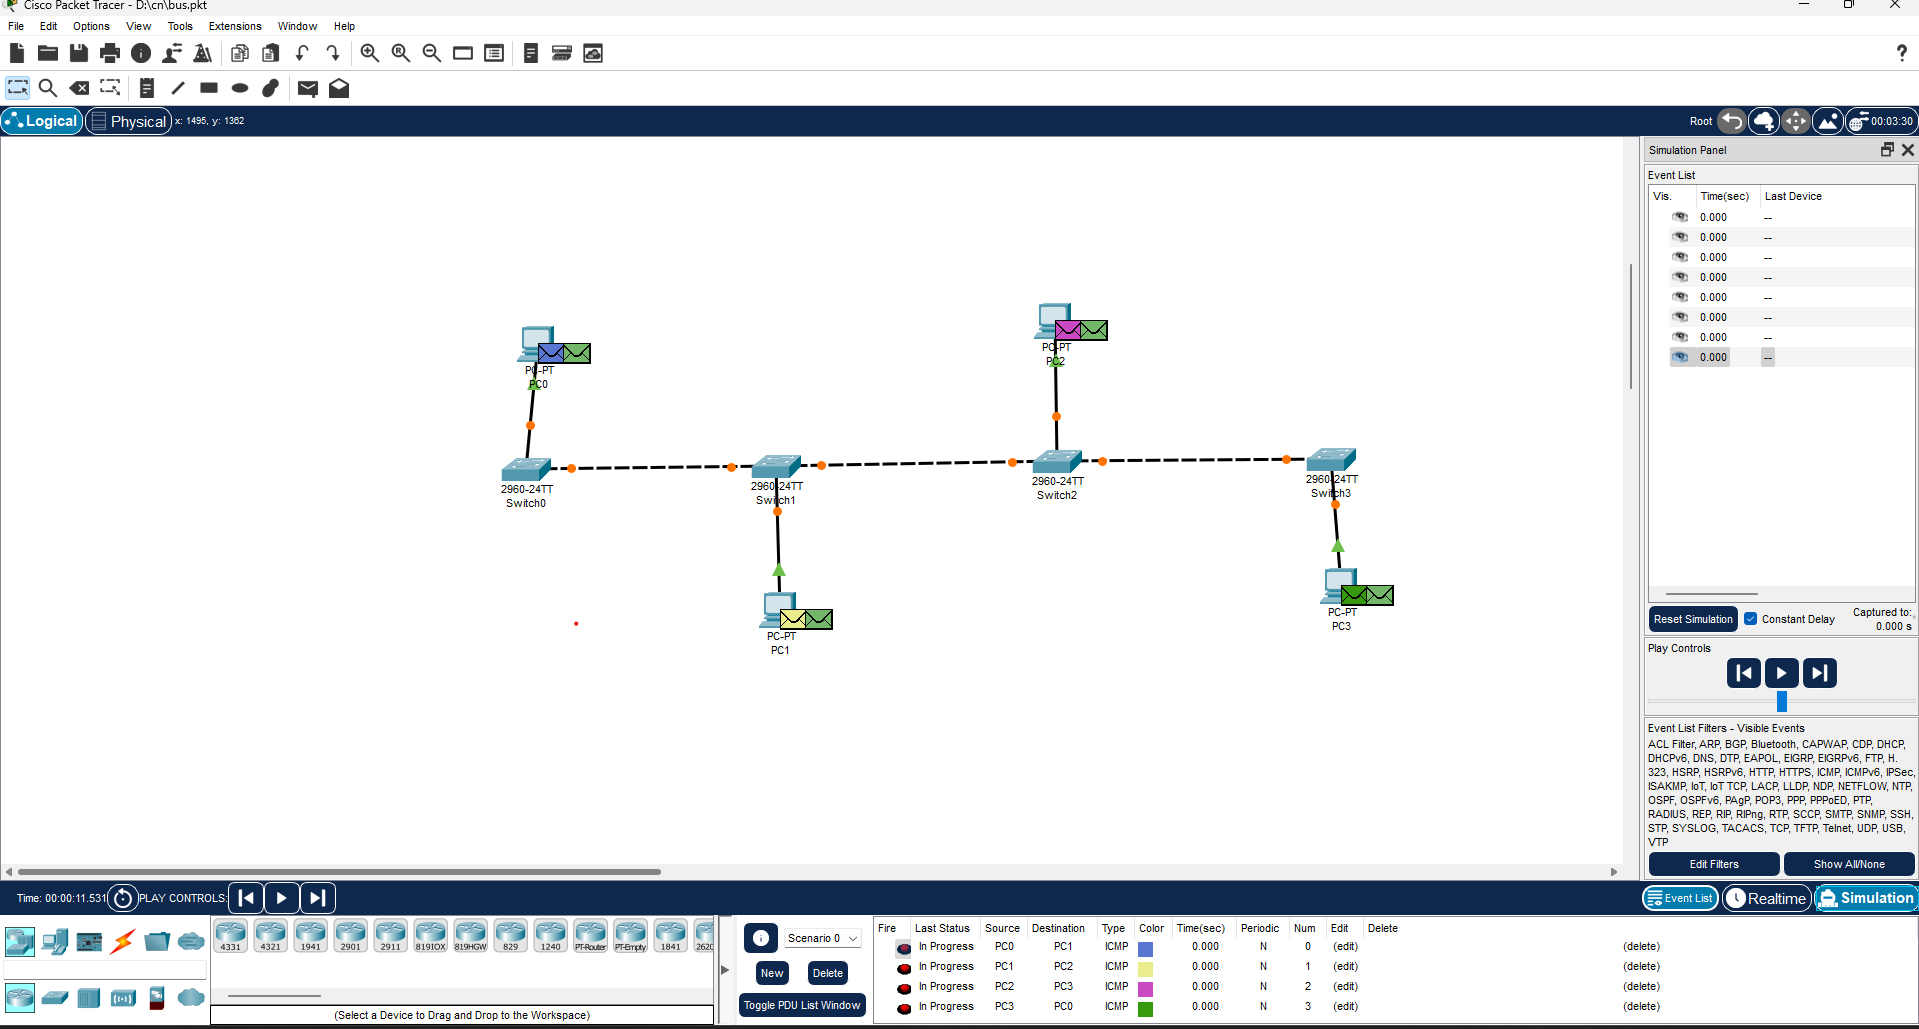 Cisco Packet Tracer - D:\cn\bus.pkt
File Edit Options View Tools Extensions Window Help
Logical Physical x: 1495, y: 1362 Root 00:03:30
Simulation Panel
Event List
Vis. Time(sec) Last Device
0.000 --
0.000 --
0.000 --
0.000 --
0.000 --
0.000 --
0.000 --
0.000 --
PC-PT
PC0
PC-PT
PC2
2960-24TT
Switch0
2960-24TT
Switch1
2960-24TT
Switch2
2960-24TT
Switch3
PC-PT
PC1
PC-PT
PC3
Reset Simulation Constant Delay Captured to:
0.000 s
Play Controls
Event List Filters - Visible Events
ACL Filter, ARP, BGP, Bluetooth, CAPWAP, CDP, DHCP,
DHCPv6, DNS, DTP, EAPOL, EIGRP, EIGRPv6, FTP, H.
323, HSRP, HSRPv6, HTTP, HTTPS, ICMP, ICMPv6, IPSec,
ISAKMP, IoT, IoT TCP, LACP, LLDP, NDP, NETFLOW, NTP,
OSPF, OSPFv6, PAgP, POP3, PPP, PPPoED, PTP,
RADIUS, REP, RIP, RIPng, RTP, SCCP, SMTP, SNMP, SSH,
STP, SYSLOG, TACACS, TCP, TFTP, Telnet, UDP, USB,
VTP
Edit Filters Show All/None
Time: 00:00:11.531 PLAY CONTROLS: Event List Realtime Simulation
4331 4321 1941 2901 2911 819IOX 819HGW 829 1240 PT-Router PT-Empty 1841 2620
(Select a Device to Drag and Drop to the Workspace)
Scenario 0
New Delete
Toggle PDU List Window
Fire Last Status Source Destination Type Color Time(sec) Periodic Num Edit Delete
In Progress PC0 PC1 ICMP 0.000 N 0 (edit) (delete)
In Progress PC1 PC2 ICMP 0.000 N 1 (edit) (delete)
In Progress PC2 PC3 ICMP 0.000 N 2 (edit) (delete)
In Progress PC3 PC0 ICMP 0.000 N 3 (edit) (delete)